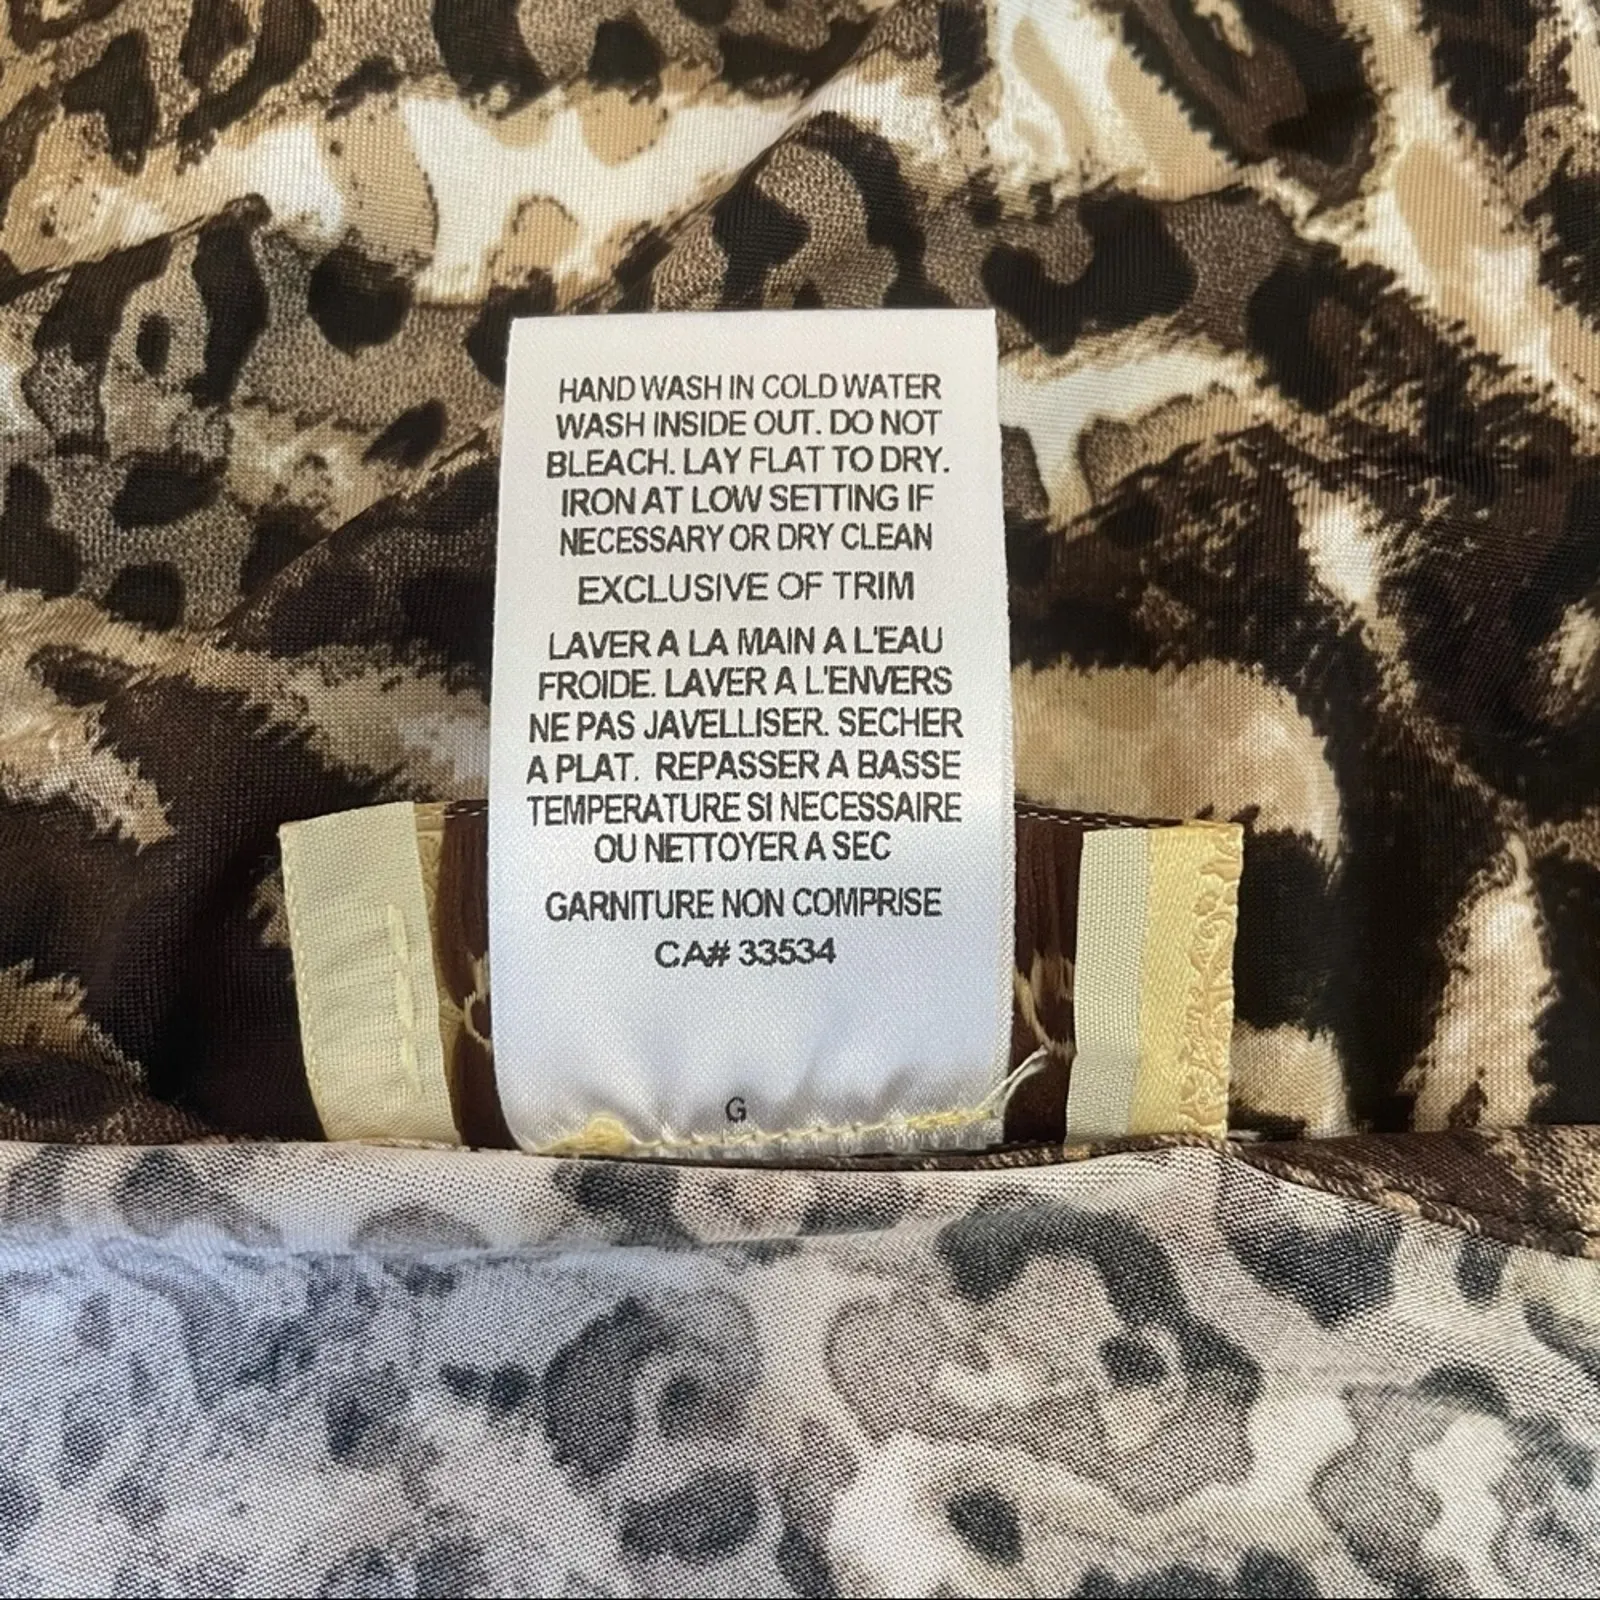 HAND WASH IN COLD WATER
WASH INSIDE OUT. DO NOT
BLEACH. LAY FLAT TO DRY.
IRON AT LOW SETTING IF
NECESSARY OR DRY CLEAN
EXCLUSIVE OF TRIM
LAVER A LA MAIN A L'EAU
FROIDE. LAVER A L'ENVERS
NE PAS JAVELLISER. SECHER
A PLAT. REPASSER A BASSE
TEMPERATURE SI NECESSAIRE
OU NETTOYER A SEC
GARNITURE NON COMPRISE
CA# 33534
G